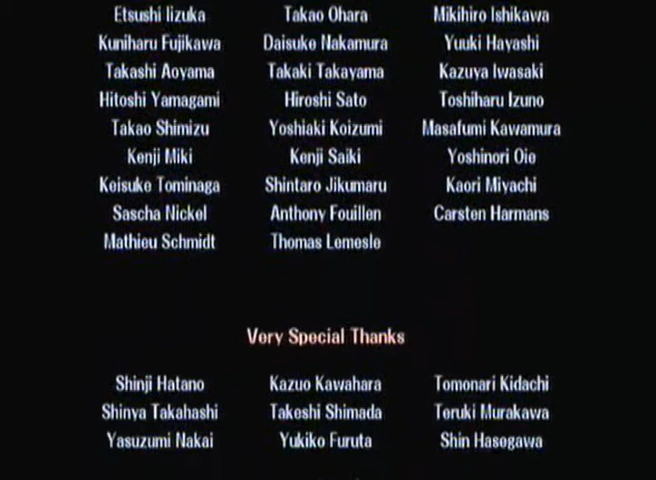 Etsushi Iizuka Takao Ohara Mikihiro Ishikawa
Kuniharu Fujikawa Daisuke Nakamura Yuuki Hayashi
Takashi Aoyama Takaki Takayama Kazuya Iwasaki
Hitoshi Yamagami Hiroshi Sato Toshiharu Izuno
Takao Shimizu Yoshiaki Koizumi Masafumi Kawamura
Kenji Miki Kenji Saiki Yoshinori Oie
Keisuke Tominaga Shintaro Jikumaru Kaori Miyachi
Sascha Nickel Anthony Fouillen Carsten Harmans
Mathieu Schmidt Thomas Lemesle
Very Special Thanks
Shinji Hatano Kazuo Kawahara Tomonari Kidachi
Shinya Takahashi Takeshi Shimada Teruki Murakawa
Yasuzumi Nakai Yukiko Furuta Shin Hasegawa